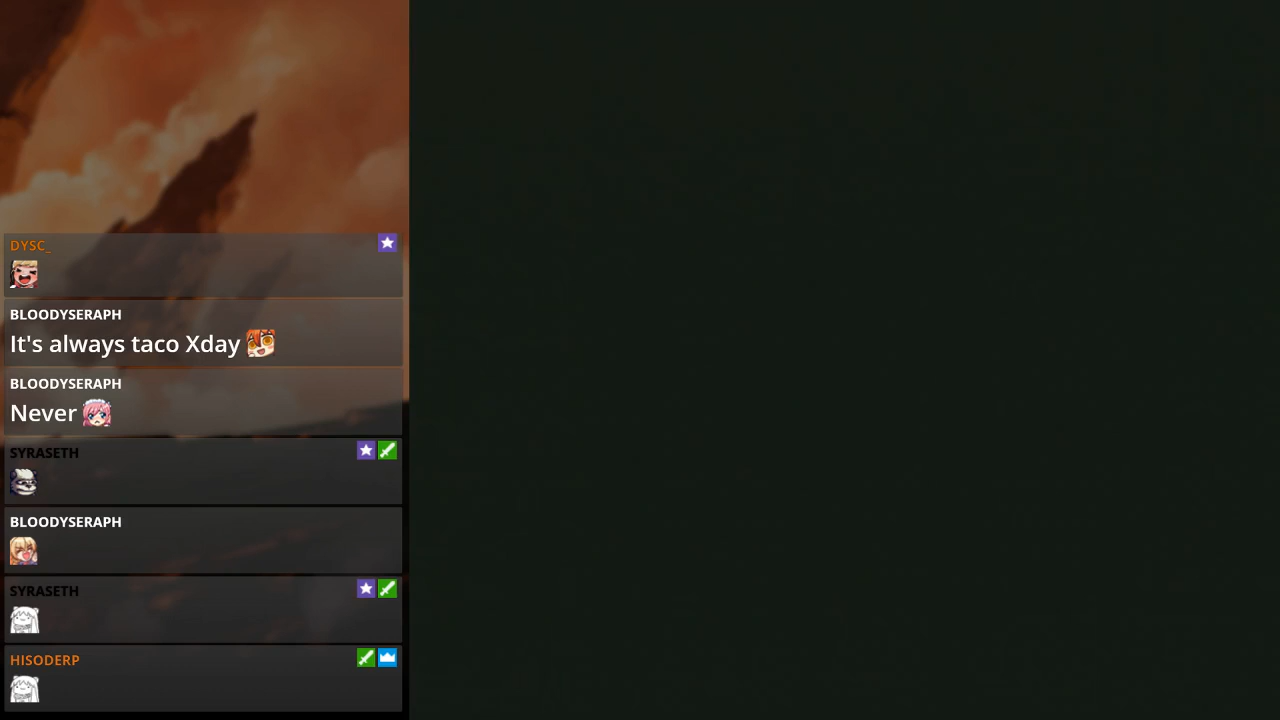 DYSC_
BLOODYSERAPH
It's always taco Xday
BLOODYSERAPH
Never
SYRASETH
BLOODYSERAPH
SYRASETH
HISODERP